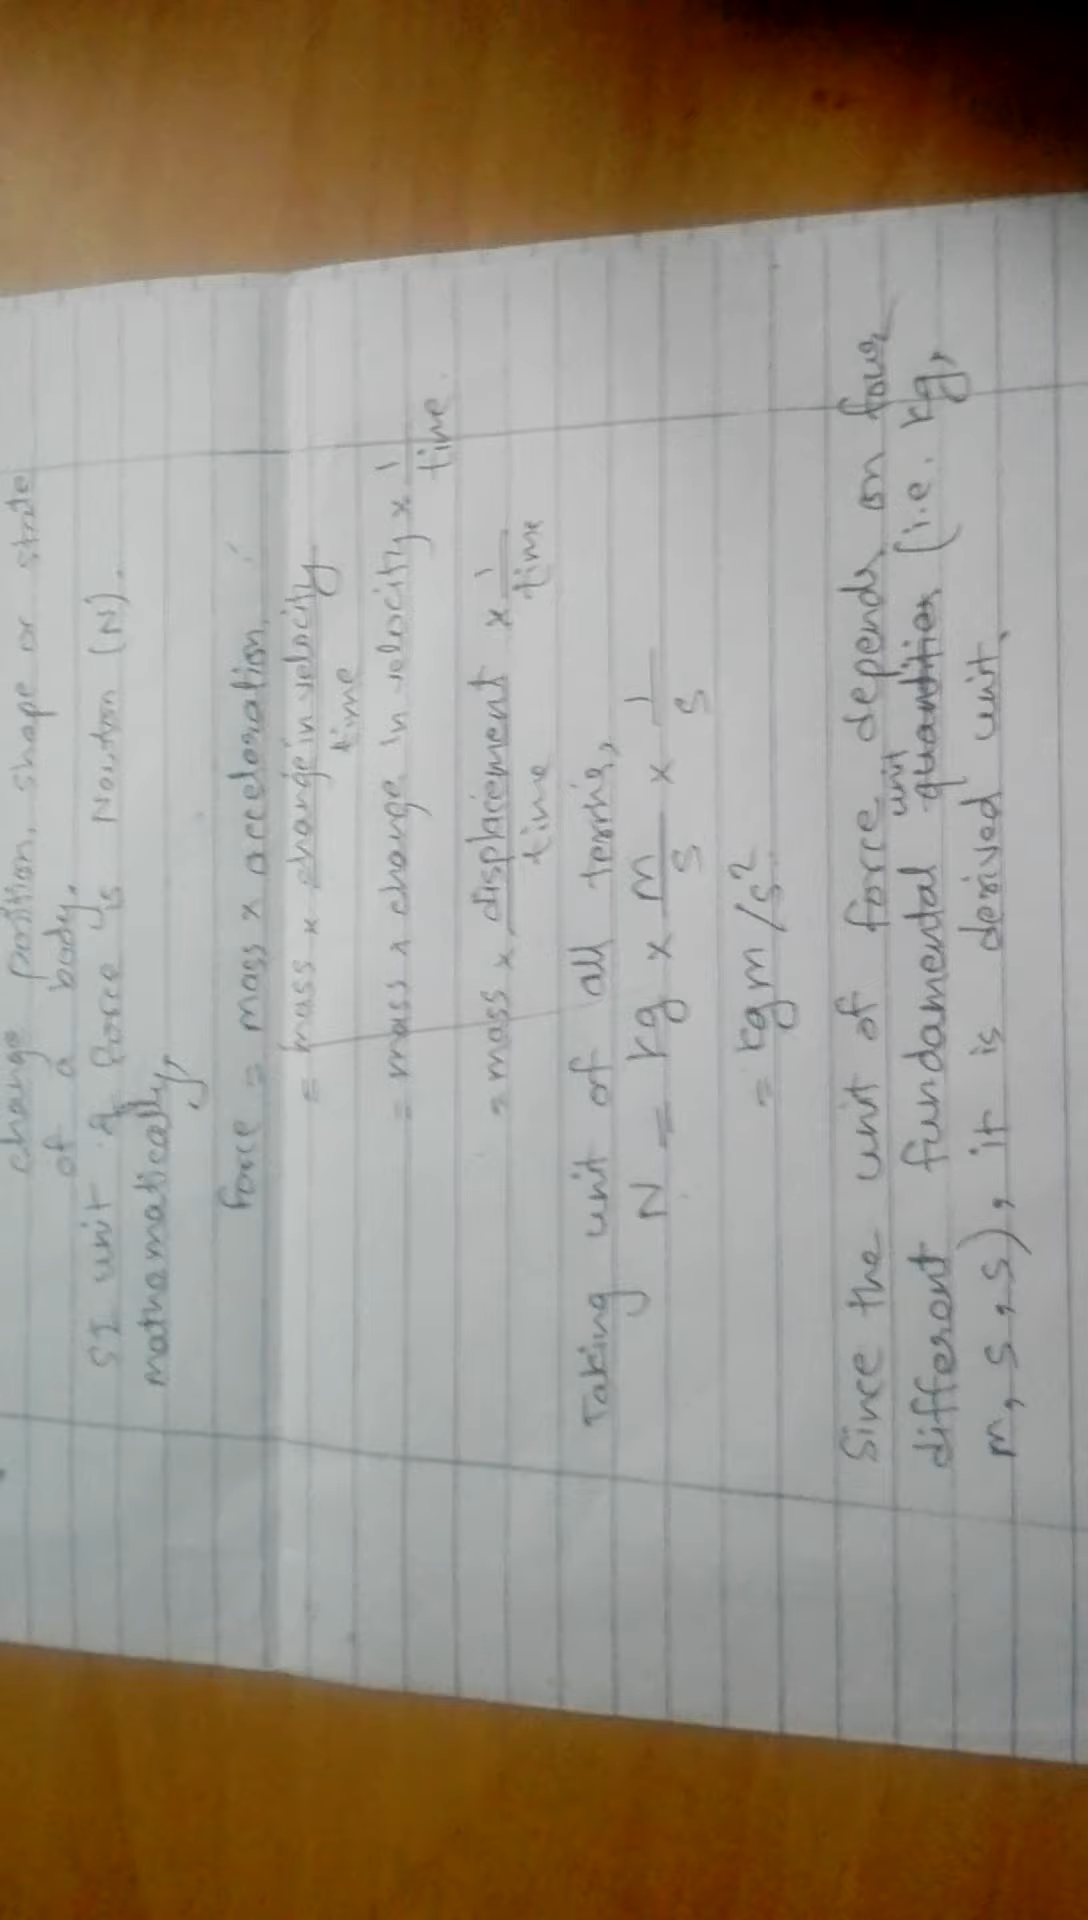 change position, shape or state
of a body.
SI unit of force is Newton (N).
Mathematically,
Force = mass x acceleration.
= mass x change in velocity / time
= mass x change in velocity x 1 / time.
= mass x displacement / time x 1 / time
Taking unit of all terms,
N = kg x m / s x 1 / s
= kg m / s²
Since the unit of force depends on four
different fundamental unit quantities (i.e. kg,
m, s, s), it is derived unit.